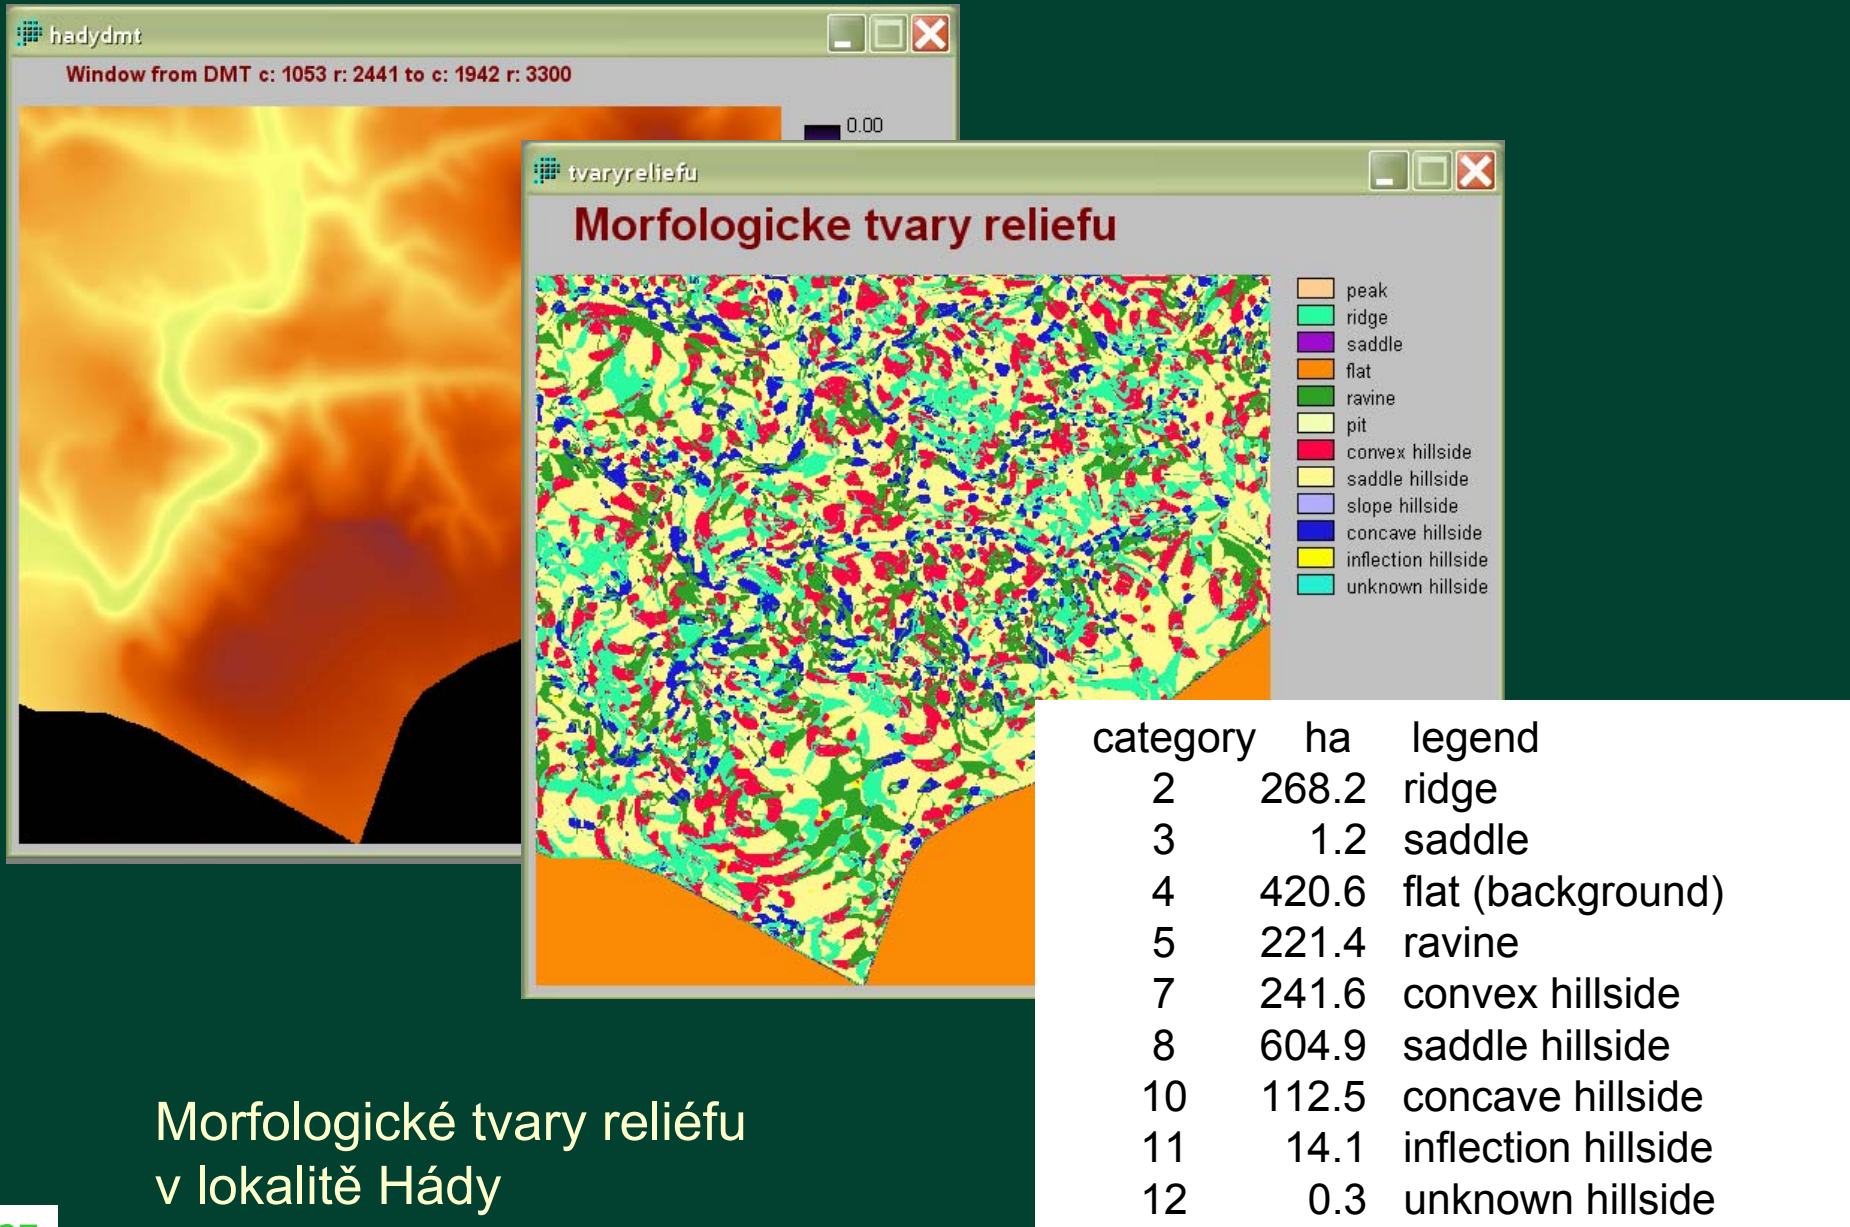 hadydmt
Window from DMT c: 1053 r: 2441 to c: 1942 r: 3300
0.00
tvaryreliefu
Morfologicke tvary reliefu
peak
ridge
saddle
flat
ravine
pit
convex hillside
saddle hillside
slope hillside
concave hillside
inflection hillside
unknown hillside
category ha legend
2 268.2 ridge
3 1.2 saddle
4 420.6 flat (background)
5 221.4 ravine
7 241.6 convex hillside
8 604.9 saddle hillside
10 112.5 concave hillside
11 14.1 inflection hillside
12 0.3 unknown hillside
Morfologické tvary reliéfu
v lokalitě Hády